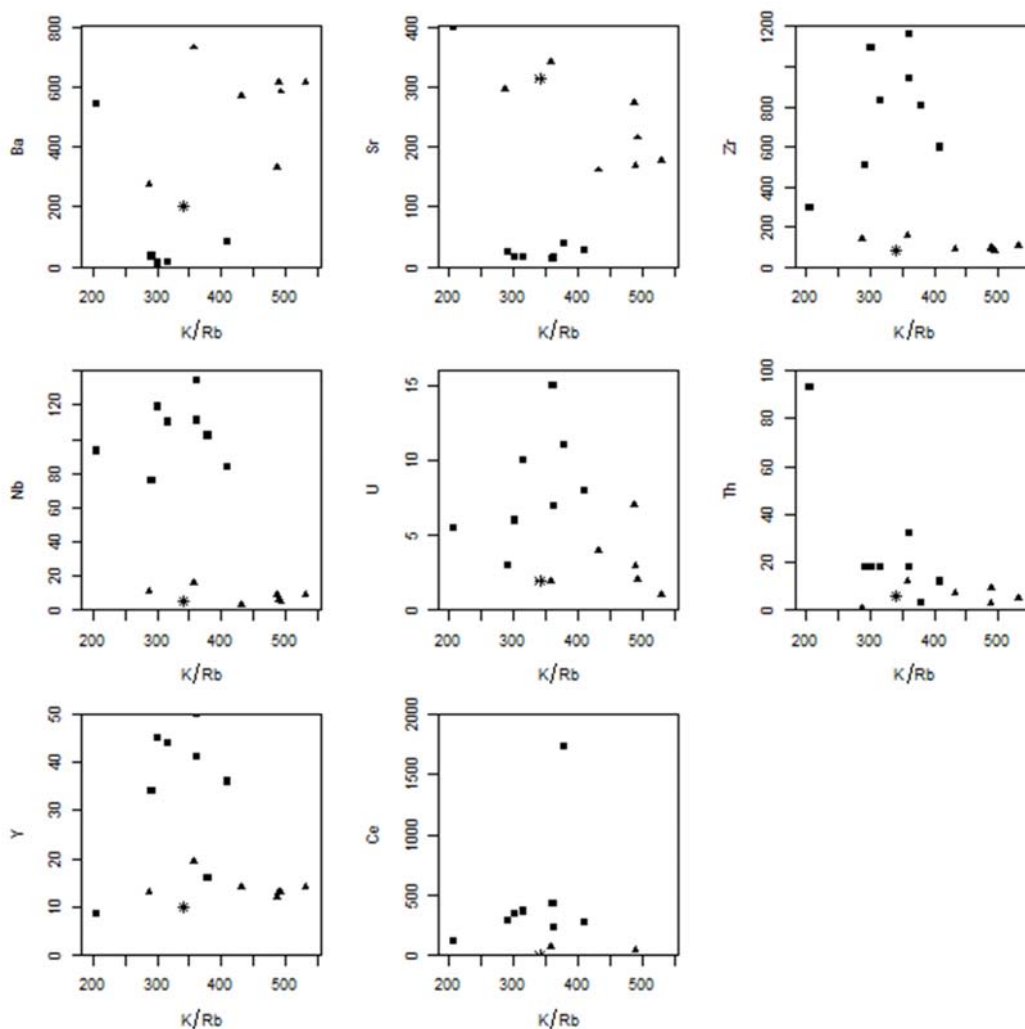 Ba
0 200 400 600 800
200 300 400 500
K/Rb
Sr
0 100 200 300 400
200 300 400 500
K/Rb
Zr
0 200 400 600 800 1200
200 300 400 500
K/Rb
Nb
0 20 40 60 80 120
200 300 400 500
K/Rb
U
0 5 10 15
200 300 400 500
K/Rb
Th
0 20 40 60 80 100
200 300 400 500
K/Rb
Y
0 10 20 30 40 50
200 300 400 500
K/Rb
Ce
0 500 1000 1500 2000
200 300 400 500
K/Rb